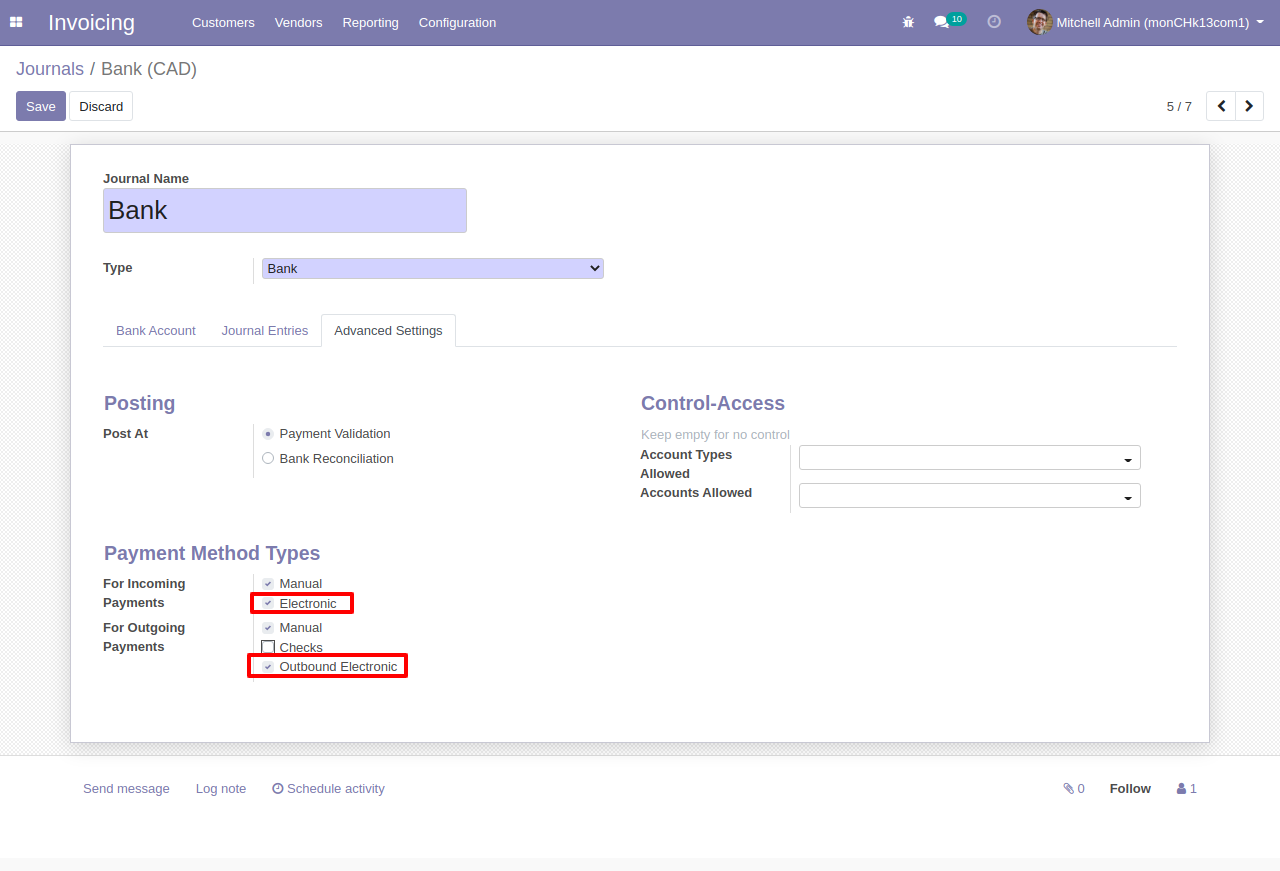 Invoicing Customers Vendors Reporting Configuration 10 Mitchell Admin (monCHk13com1)
Journals / Bank (CAD)
Save Discard 5 / 7
Journal Name
Bank
Type Bank
Bank Account Journal Entries Advanced Settings
Posting
Post At Payment Validation
Bank Reconciliation
Control-Access
Keep empty for no control
Account Types
Allowed
Accounts Allowed
Payment Method Types
For Incoming Manual
Payments Electronic
For Outgoing Manual
Payments Checks
Outbound Electronic
Send message Log note Schedule activity 0 Follow 1